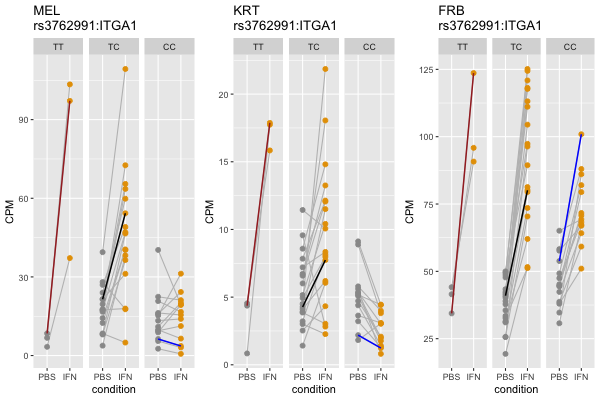 MEL
rs3762991:ITGA1
TT TC CC
CPM
90
60
30
0
PBS IFN PBS IFN PBS IFN
condition
KRT
rs3762991:ITGA1
TT TC CC
CPM
20
15
10
5
0
PBS IFN PBS IFN PBS IFN
condition
FRB
rs3762991:ITGA1
TT TC CC
CPM
125
100
75
50
25
PBS IFN PBS IFN PBS IFN
condition